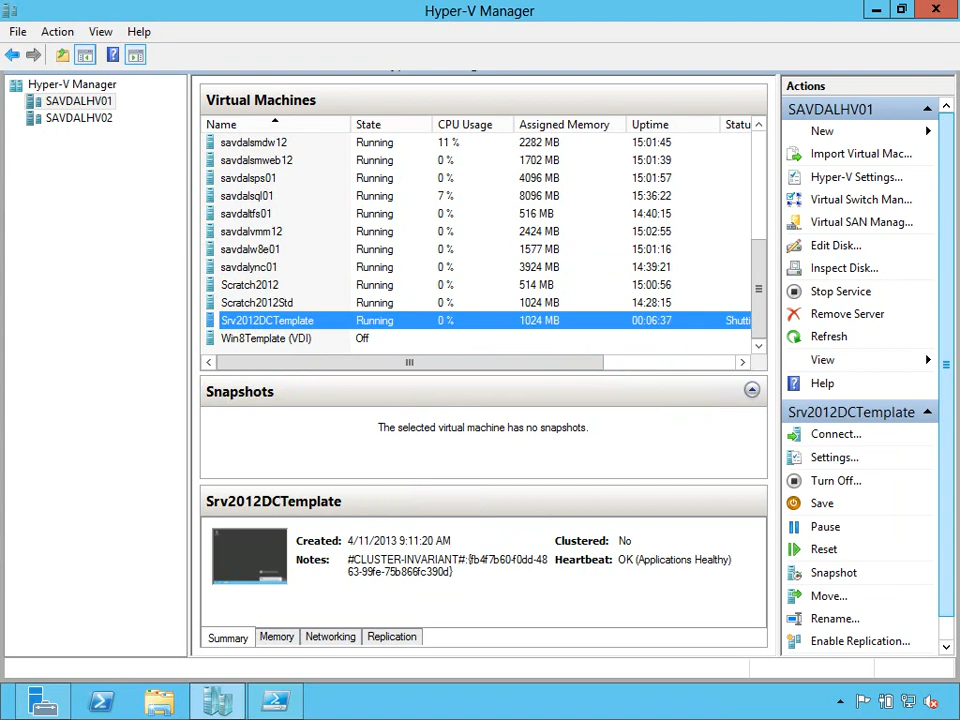 Hyper-V Manager
File Action View Help
Hyper-V Manager
SAVDALHV01
SAVDALHV02
Virtual Machines
Name State CPU Usage Assigned Memory Uptime Statu
savdalsmdw12 Running 11 % 2282 MB 15:01:45
savdalsmweb12 Running 0 % 1702 MB 15:01:39
savdalsps01 Running 0 % 4096 MB 15:01:57
savdalsql01 Running 7 % 8096 MB 15:36:22
savdaltfs01 Running 0 % 516 MB 14:40:15
savdalvmm12 Running 0 % 2424 MB 15:02:55
savdalw8e01 Running 0 % 1577 MB 15:01:16
savdalync01 Running 0 % 3924 MB 14:39:21
Scratch2012 Running 0 % 514 MB 15:00:56
Scratch2012Std Running 0 % 1024 MB 14:28:15
Srv2012DCTemplate Running 0 % 1024 MB 00:06:37 Shutti
Win8Template (VDI) Off
Snapshots
The selected virtual machine has no snapshots.
Srv2012DCTemplate
Created: 4/11/2013 9:11:20 AM Clustered: No
Notes: #CLUSTER-INVARIANT#:{fb4f7b60-f0dd-48 Heartbeat: OK (Applications Healthy)
63-99fe-75b866fc390d}
Summary Memory Networking Replication
Actions
SAVDALHV01
New
Import Virtual Mac...
Hyper-V Settings...
Virtual Switch Man...
Virtual SAN Manag...
Edit Disk...
Inspect Disk...
Stop Service
Remove Server
Refresh
View
Help
Srv2012DCTemplate
Connect...
Settings...
Turn Off...
Save
Pause
Reset
Snapshot
Move...
Rename...
Enable Replication...